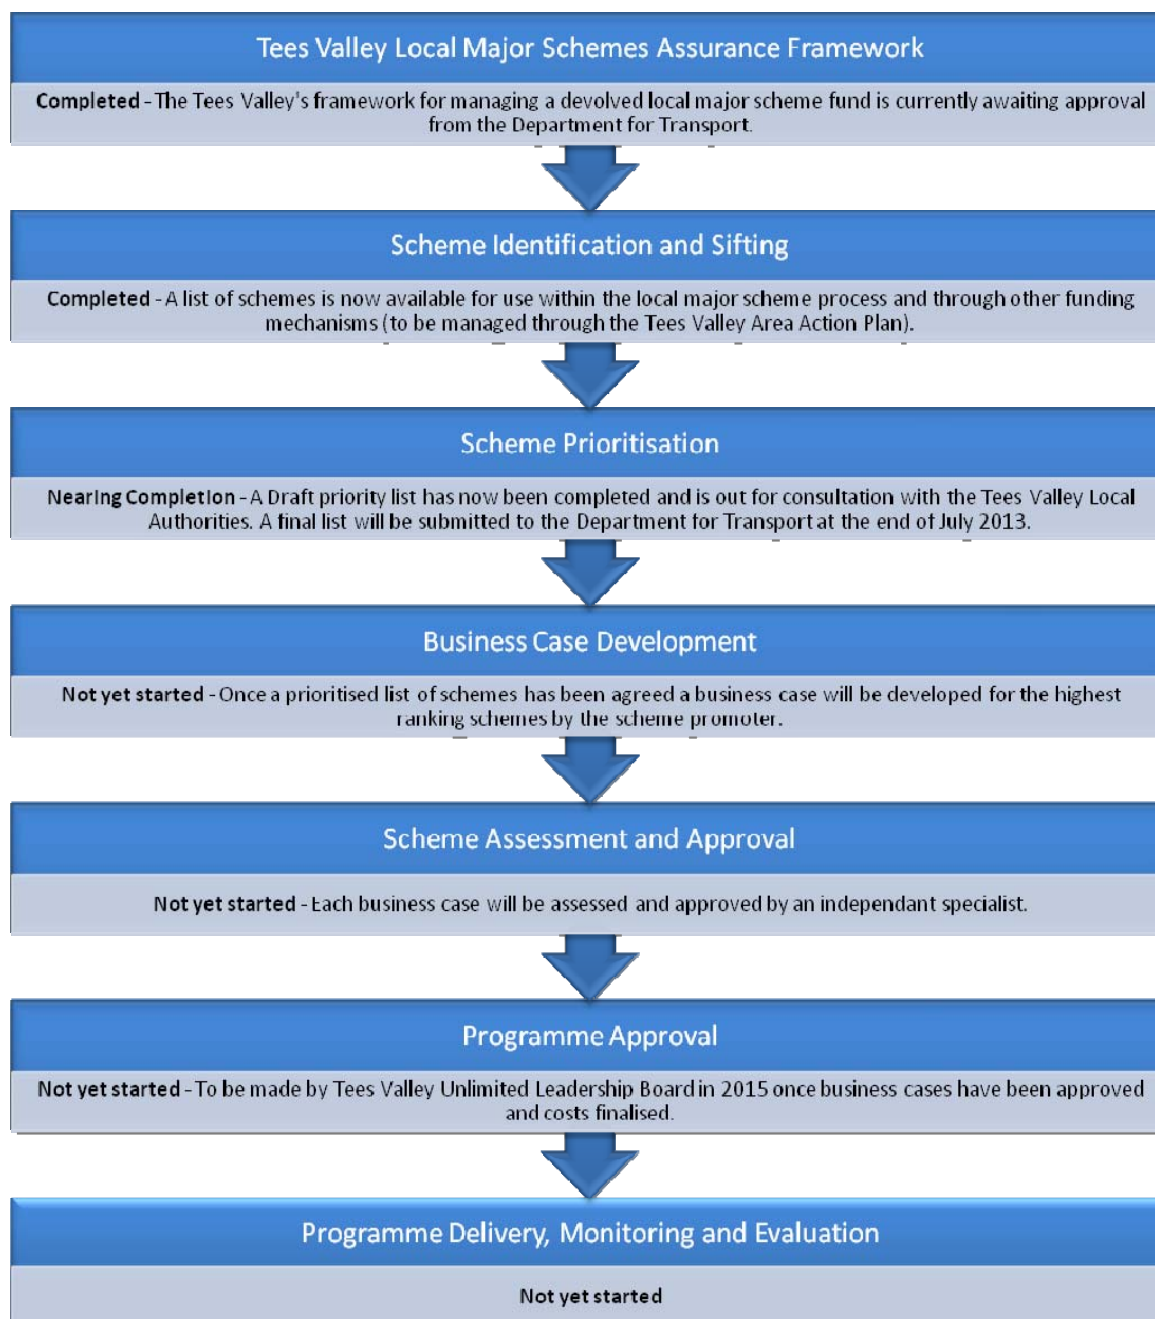 Tees Valley Local Major Schemes Assurance Framework
Completed - The Tees Valley's framework for managing a devolved local major scheme fund is currently awaiting approval
from the Department for Transport.
Scheme Identification and Sifting
Completed - A list of schemes is now available for use within the local major scheme process and through other funding
mechanisms (to be managed through the Tees Valley Area Action Plan).
Scheme Prioritisation
Nearing Completion - A Draft priority list has now been completed and is out for consultation with the Tees Valley Local
Authorities. A final list will be submitted to the Department for Transport at the end of July 2013.
Business Case Development
Not yet started - Once a prioritised list of schemes has been agreed a business case will be developed for the highest
ranking schemes by the scheme promoter.
Scheme Assessment and Approval
Not yet started - Each business case will be assessed and approved by an independant specialist.
Programme Approval
Not yet started - To be made by Tees Valley Unlimited Leadership Board in 2015 once business cases have been approved
and costs finalised.
Programme Delivery, Monitoring and Evaluation
Not yet started